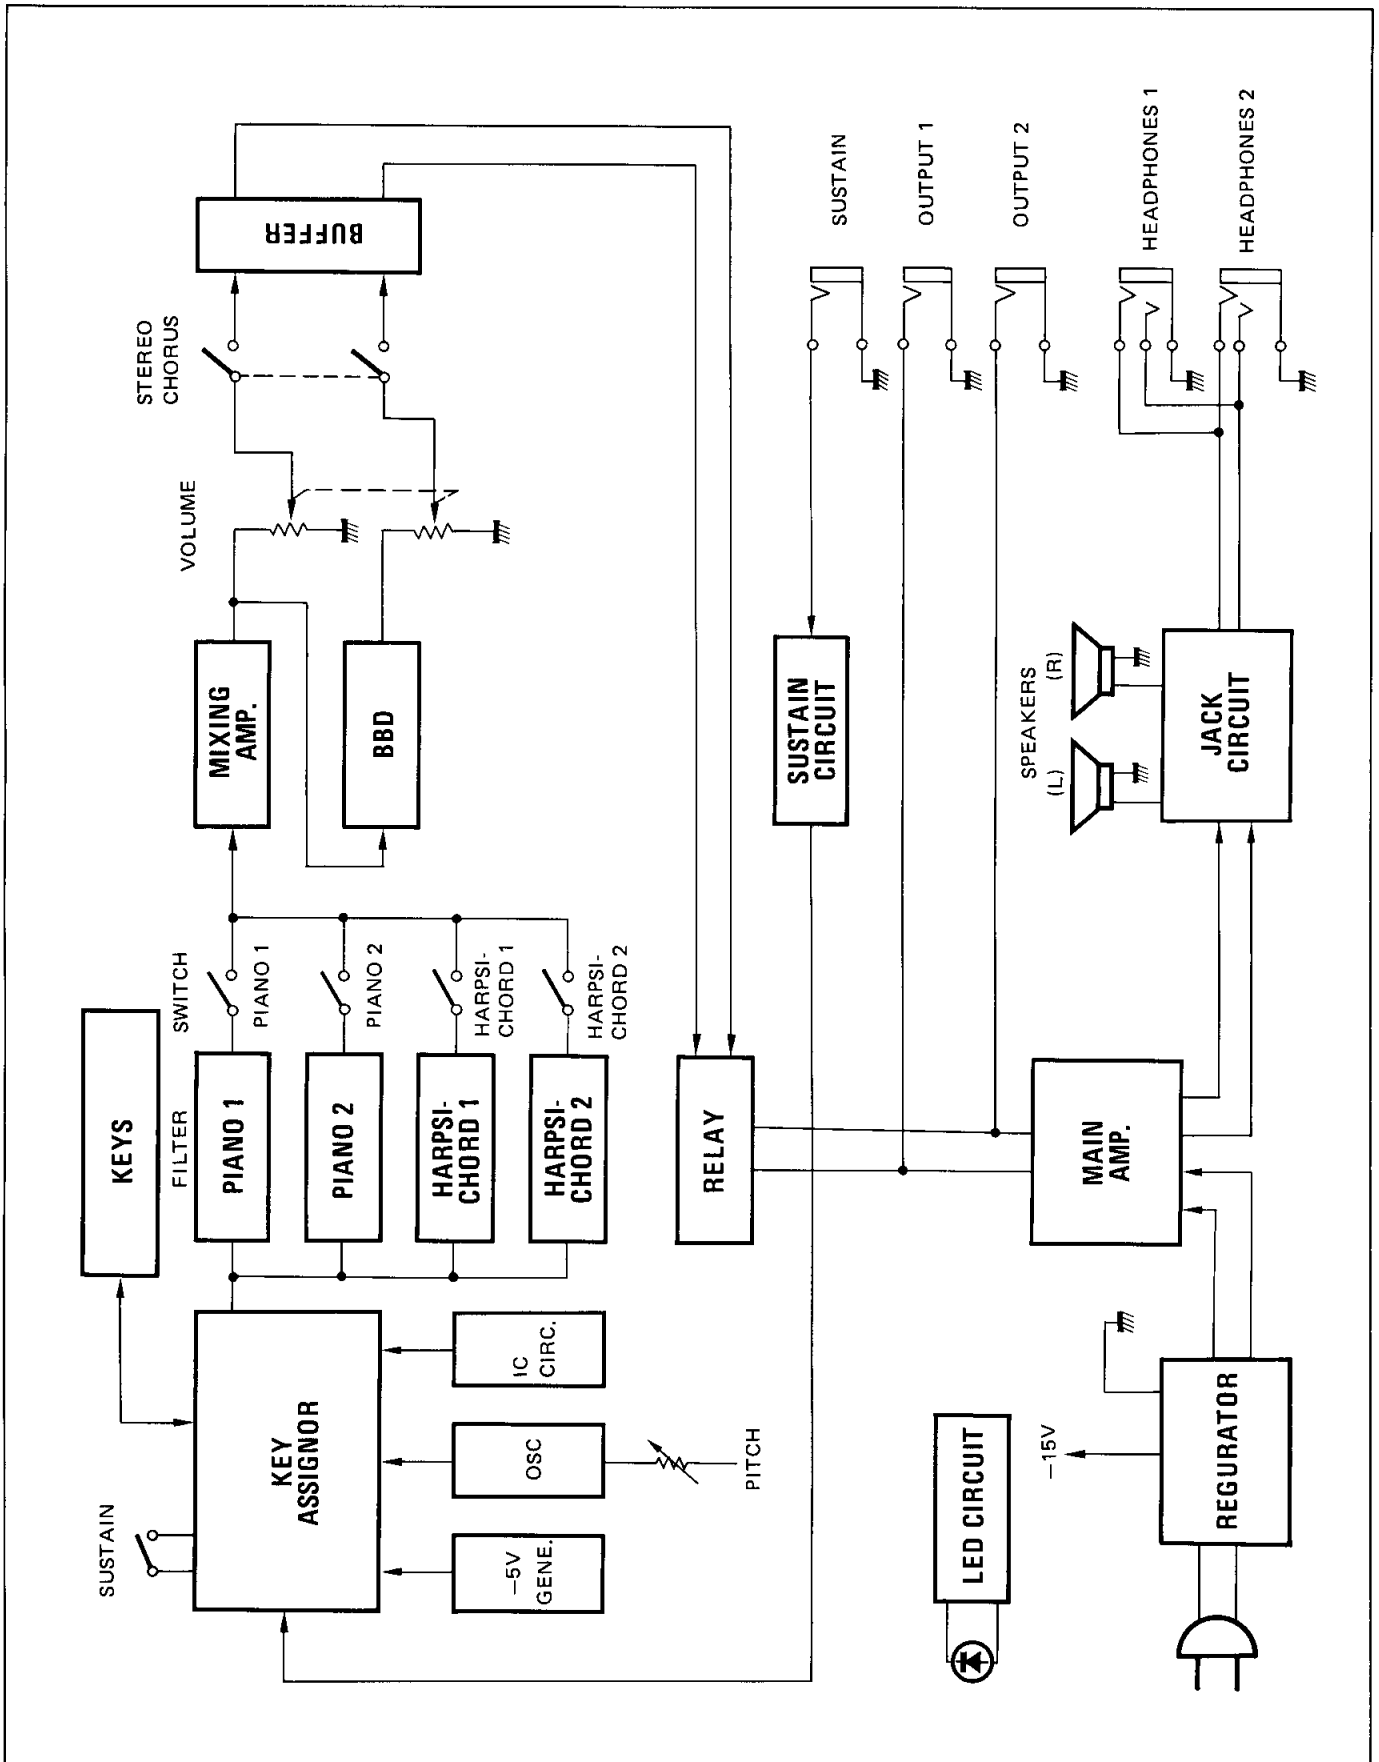 SUSTAIN
KEYS
KEY
ASSIGNOR
−5V
GENE.
OSC
IC
CIRC.
PITCH
FILTER
SWITCH
PIANO 1
PIANO 2
HARPSI-
CHORD 1
HARPSI-
CHORD 2
PIANO 1
PIANO 2
HARPSI-
CHORD 1
HARPSI-
CHORD 2
MIXING
AMP.
BBD
VOLUME
STEREO
CHORUS
BUFFER
RELAY
SUSTAIN
CIRCUIT
SUSTAIN
OUTPUT 1
OUTPUT 2
HEADPHONES 1
HEADPHONES 2
LED CIRCUIT
−15V
REGURATOR
MAIN
AMP.
SPEAKERS
(L)
(R)
JACK
CIRCUIT